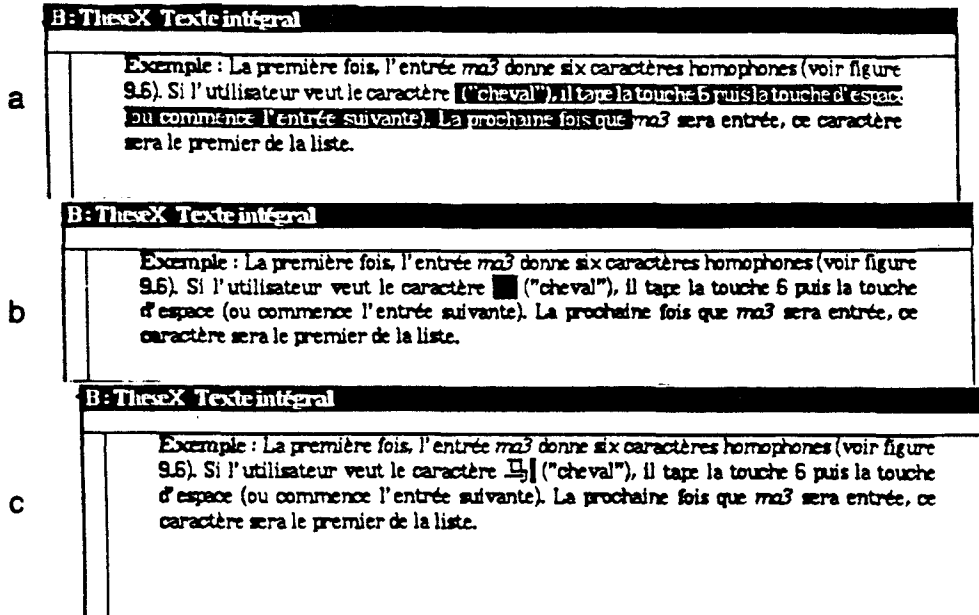 a
B: TheseX Texte intégral
Exemple : La première fois, l'entrée ma3 donne six caractères homophones (voir figure
9.6). Si l'utilisateur veut le caractère ("cheval"), il tape la touche 6 puis la touche d'espace
(ou commence l'entrée suivante). La prochaine fois que ma3 sera entrée, ce caractère
sera le premier de la liste.
b
B: TheseX Texte intégral
Exemple : La première fois, l'entrée ma3 donne six caractères homophones (voir figure
9.6). Si l'utilisateur veut le caractère ("cheval"), il tape la touche 6 puis la touche
d'espace (ou commence l'entrée suivante). La prochaine fois que ma3 sera entrée, ce
caractère sera le premier de la liste.
c
B: TheseX Texte intégral
Exemple : La première fois, l'entrée ma3 donne six caractères homophones (voir figure
9.6). Si l'utilisateur veut le caractère 马 ("cheval"), il tape la touche 6 puis la touche
d'espace (ou commence l'entrée suivante). La prochaine fois que ma3 sera entrée, ce
caractère sera le premier de la liste.